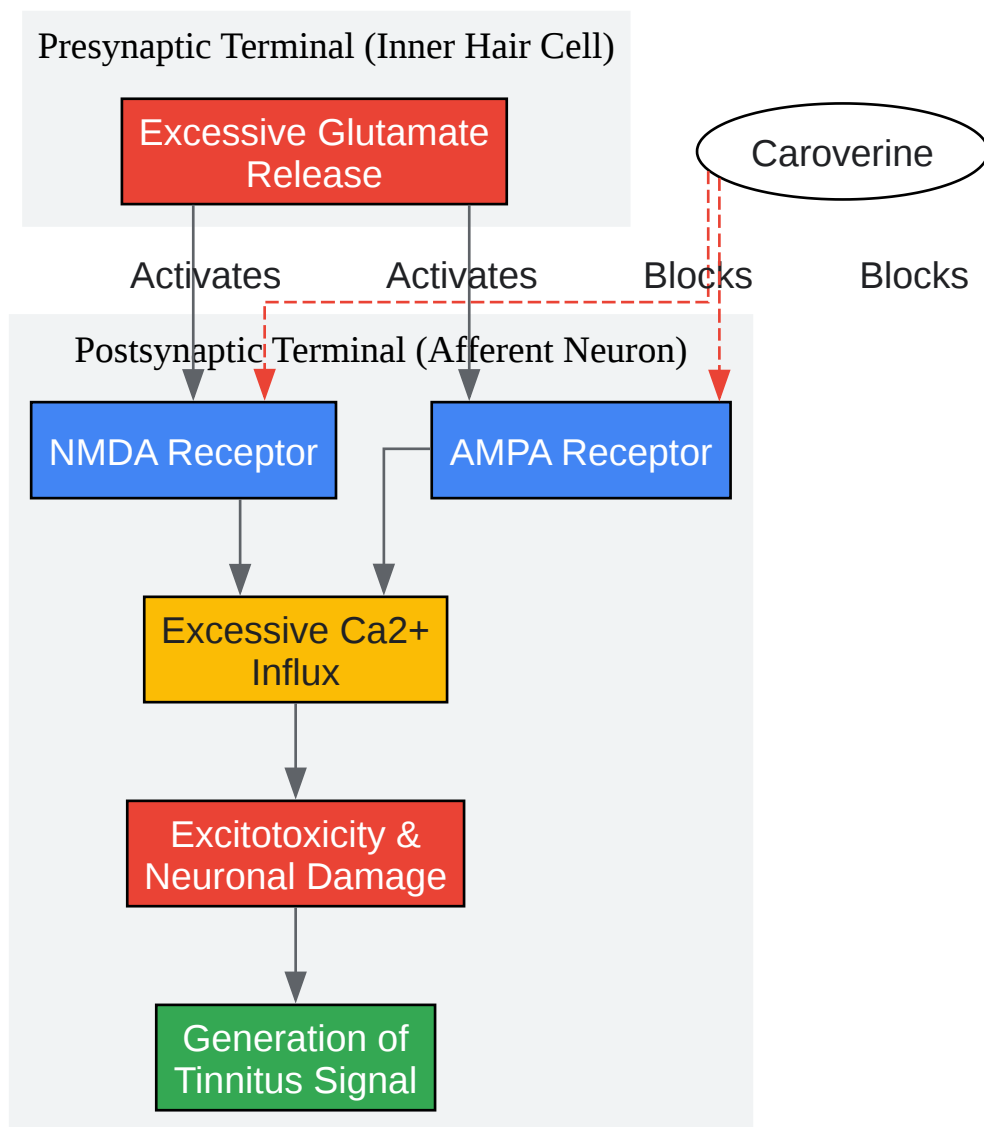 Presynaptic Terminal (Inner Hair Cell)
Excessive Glutamate
Release
Caroverine
Activates
Activates
Blocks
Blocks
Postsynaptic Terminal (Afferent Neuron)
NMDA Receptor
AMPA Receptor
Excessive Ca2+
Influx
Excitotoxicity &
Neuronal Damage
Generation of
Tinnitus Signal